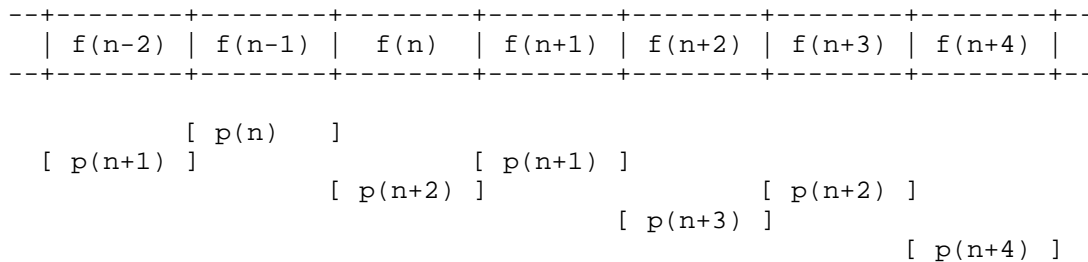 --+--------+--------+--------+--------+--------+--------+--------+--
  | f(n-2) | f(n-1) |  f(n)  | f(n+1) | f(n+2) | f(n+3) | f(n+4) |
--+--------+--------+--------+--------+--------+--------+--------+--
           [ p(n)   ]
  [ p(n+1) ]                 [ p(n+1) ]
                    [ p(n+2) ]                 [ p(n+2) ]
                                      [ p(n+3) ]
                                                        [ p(n+4) ]